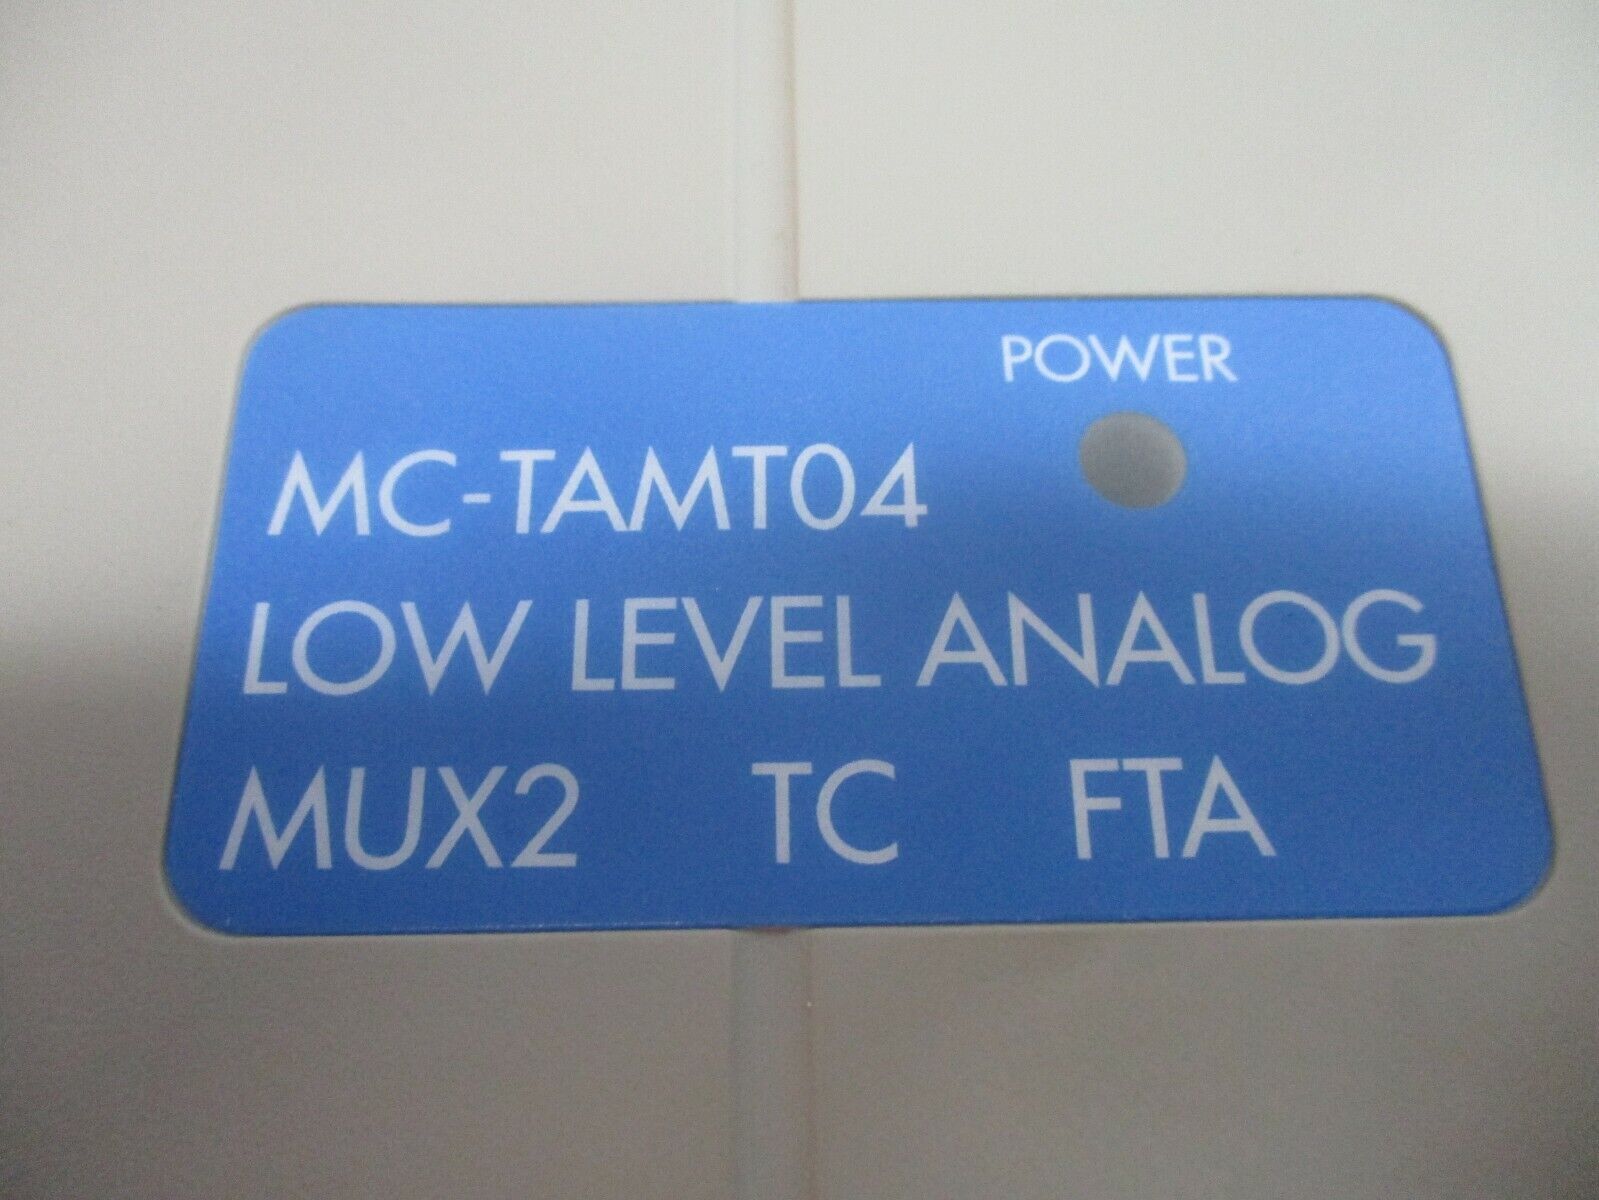 POWER
MC-TAMT04
LOW LEVEL ANALOG
MUX2 TC FTA